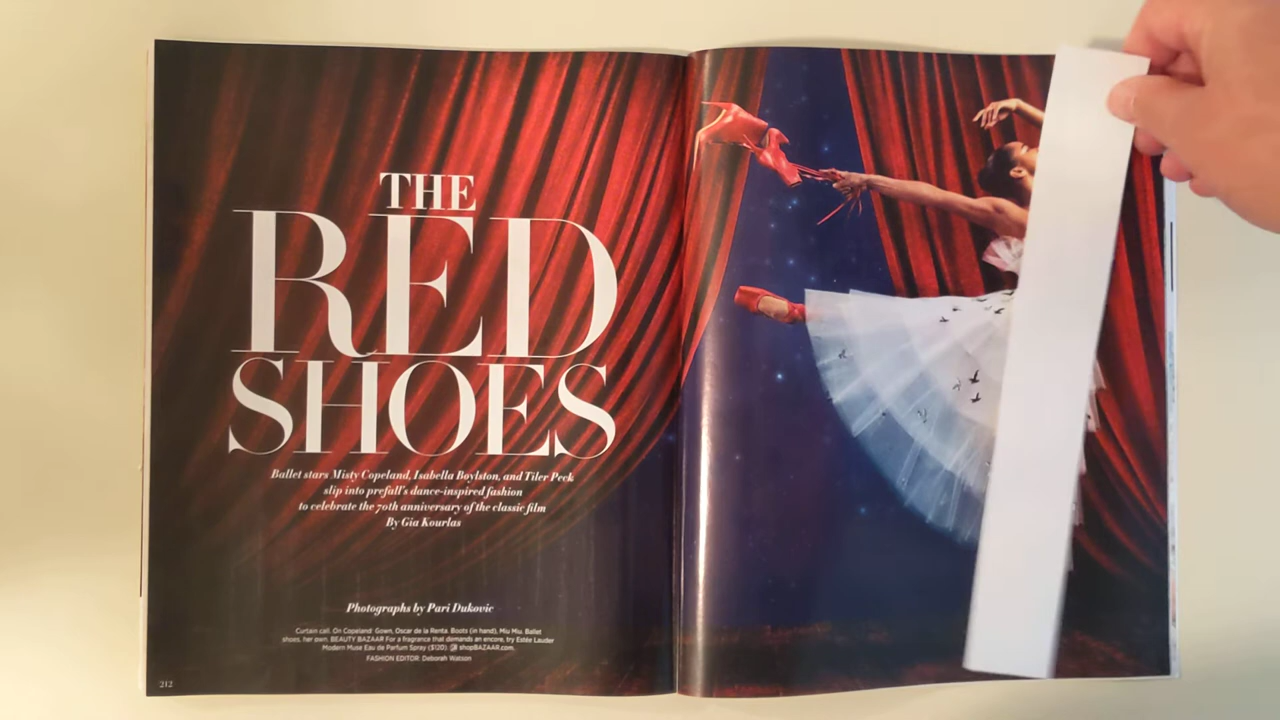 THE
RED
SHOES
Ballet stars Misty Copeland, Isabella Boylston, and Tiler Peck
slip into prefall's dance-inspired fashion
to celebrate the 70th anniversary of the classic film
By Gia Kourlas
Photographs by Pari Dukovic
Curtain call. On Copeland: Gown, Oscar de la Renta. Boots (in hand), Miu Miu. Ballet
shoes, her own. BEAUTY BAZAAR For a fragrance that demands an encore, try Estée Lauder
Modern Muse Eau de Parfum Spray ($120). shopBAZAAR.com.
FASHION EDITOR: Deborah Watson
212